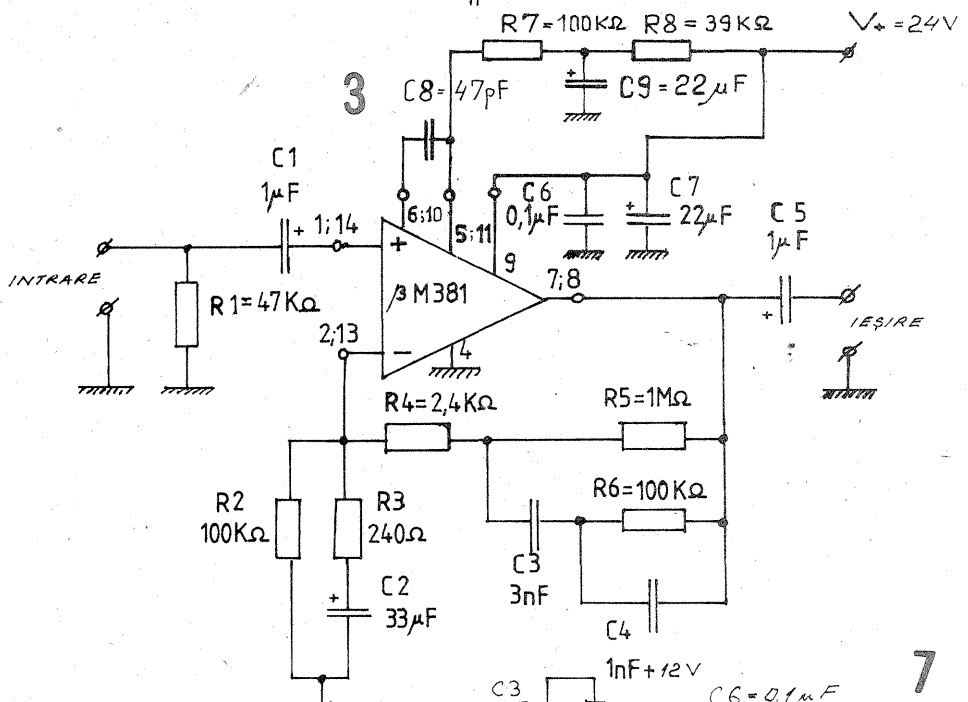 R7=100KΩ R8=39KΩ V+ =24V
3
C8=47pF
C9=22µF
C1
1µF
1;14
6;10
5;11
9
C6
0,1µF
C7
22µF
C5
1µF
7;8
INTRARE
R1=47KΩ
+
βM381
+
IEȘIRE
2;13
−
4
R4=2,4KΩ
R5=1MΩ
R2
100KΩ
R3
240Ω
R6=100KΩ
C3
3nF
C2
33µF
C4
1nF+12V
7
C3
C6=0,1µF